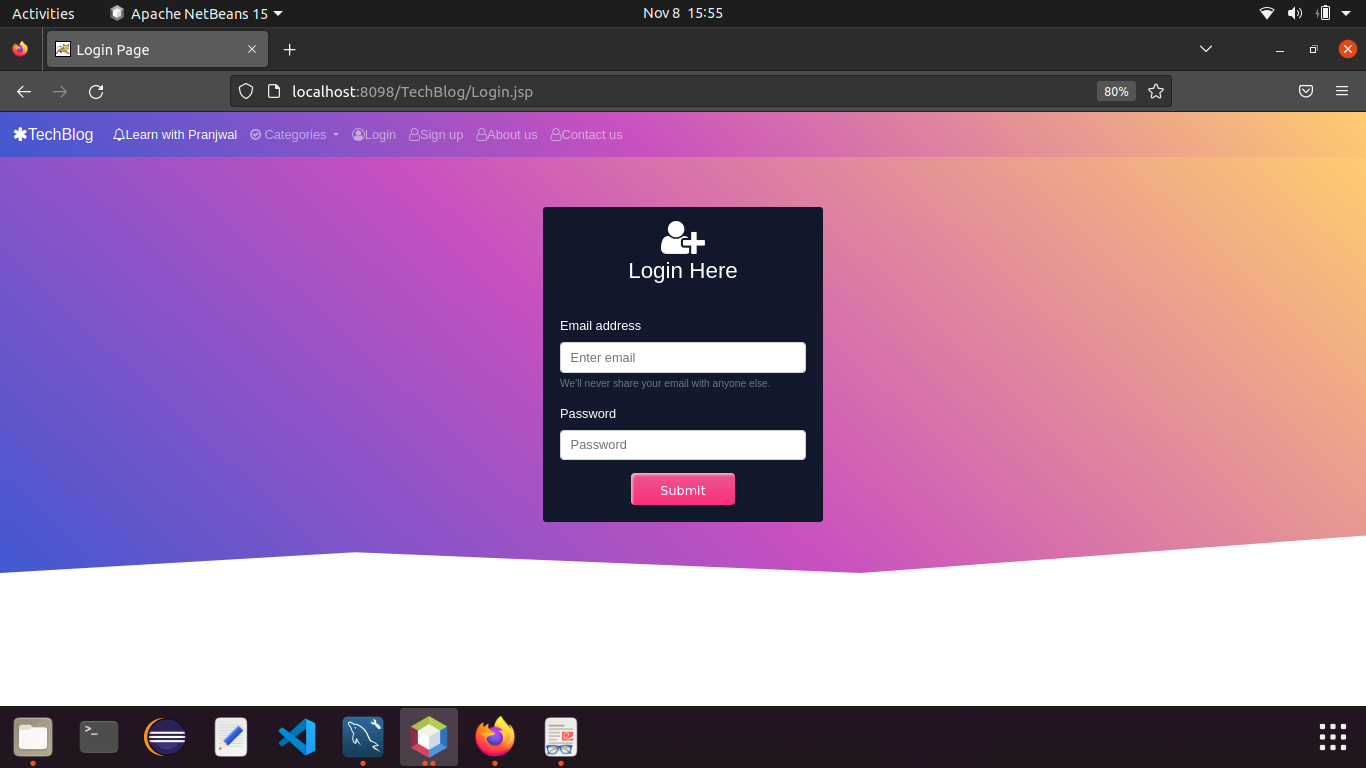 Activities Apache NetBeans 15 Nov 8 15:55
Login Page
localhost:8098/TechBlog/Login.jsp 80%
TechBlog Learn with Pranjwal Categories Login Sign up About us Contact us
Login Here
Email address
Enter email
We'll never share your email with anyone else.
Password
Password
Submit
>_